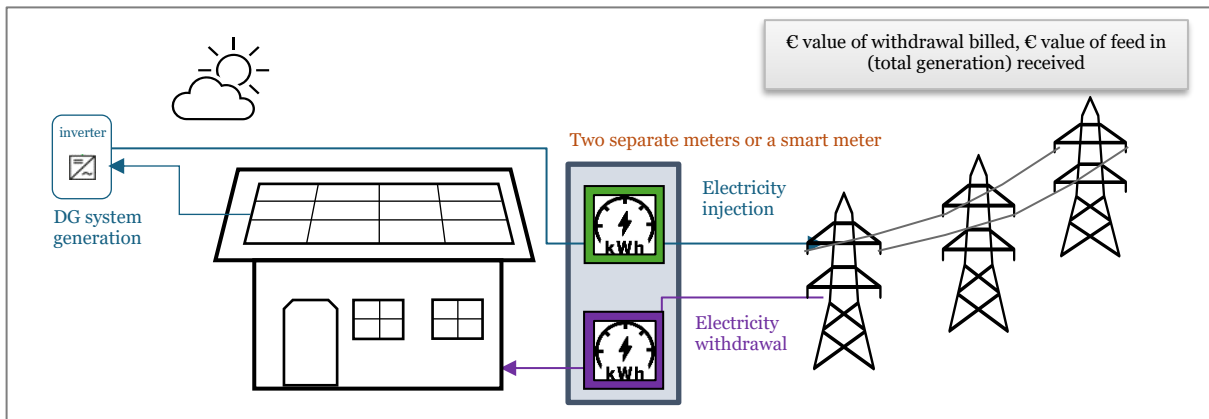 € value of withdrawal billed, € value of feed in
(total generation) received
inverter
Two separate meters or a smart meter
DG system
generation
Electricity
injection
kWh
Electricity
withdrawal
kWh